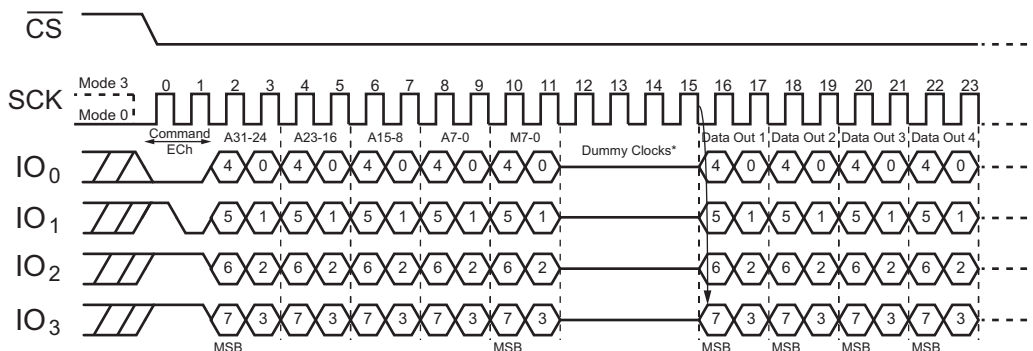 CS
Mode 3
0 1 2 3 4 5 6 7 8 9 10 11 12 13 14 15 16 17 18 19 20 21 22 23
SCK
Mode 0
Command A31-24 A23-16 A15-8 A7-0 M7-0 Dummy Clocks* Data Out 1 Data Out 2 Data Out 3 Data Out 4
ECh
IO0 4 0 4 0 4 0 4 0 4 0 4 0 4 0 4 0 4 0
IO1 5 1 5 1 5 1 5 1 5 1 5 1 5 1 5 1 5 1
IO2 6 2 6 2 6 2 6 2 6 2 6 2 6 2 6 2 6 2
IO3 7 3 7 3 7 3 7 3 7 3 7 3 7 3 7 3 7 3
MSB MSB MSB MSB MSB MSB